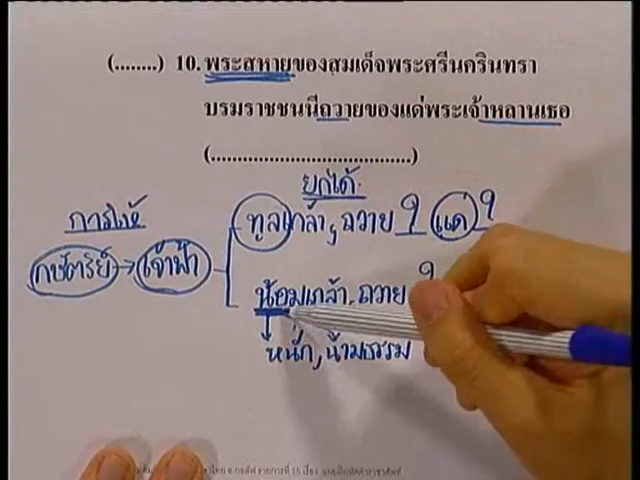 (........) 10. พระสหายของสมเด็จพระศรีนครินทรา
บรมราชชนนีถวายของแด่พระเจ้าหลานเธอ
(.......................................)
ยกได้
การให้
ทูลเกล้าฯ ถวาย ? แด่ ?
กษัตริย์ → เจ้าฟ้า
น้อมเกล้าฯ ถวาย ?
หนัก, นามธรรม